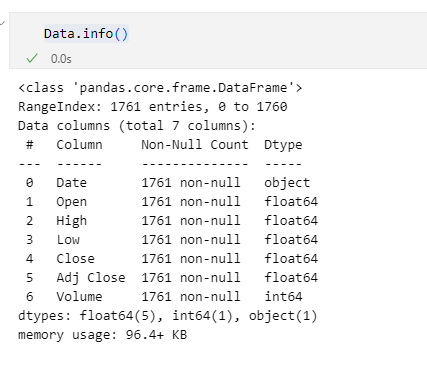 Data.info()
0.0s
<class 'pandas.core.frame.DataFrame'>
RangeIndex: 1761 entries, 0 to 1760
Data columns (total 7 columns):
 #   Column     Non-Null Count  Dtype
---  ------     --------------  -----
 0   Date       1761 non-null   object
 1   Open       1761 non-null   float64
 2   High       1761 non-null   float64
 3   Low        1761 non-null   float64
 4   Close      1761 non-null   float64
 5   Adj Close  1761 non-null   float64
 6   Volume     1761 non-null   int64
dtypes: float64(5), int64(1), object(1)
memory usage: 96.4+ KB